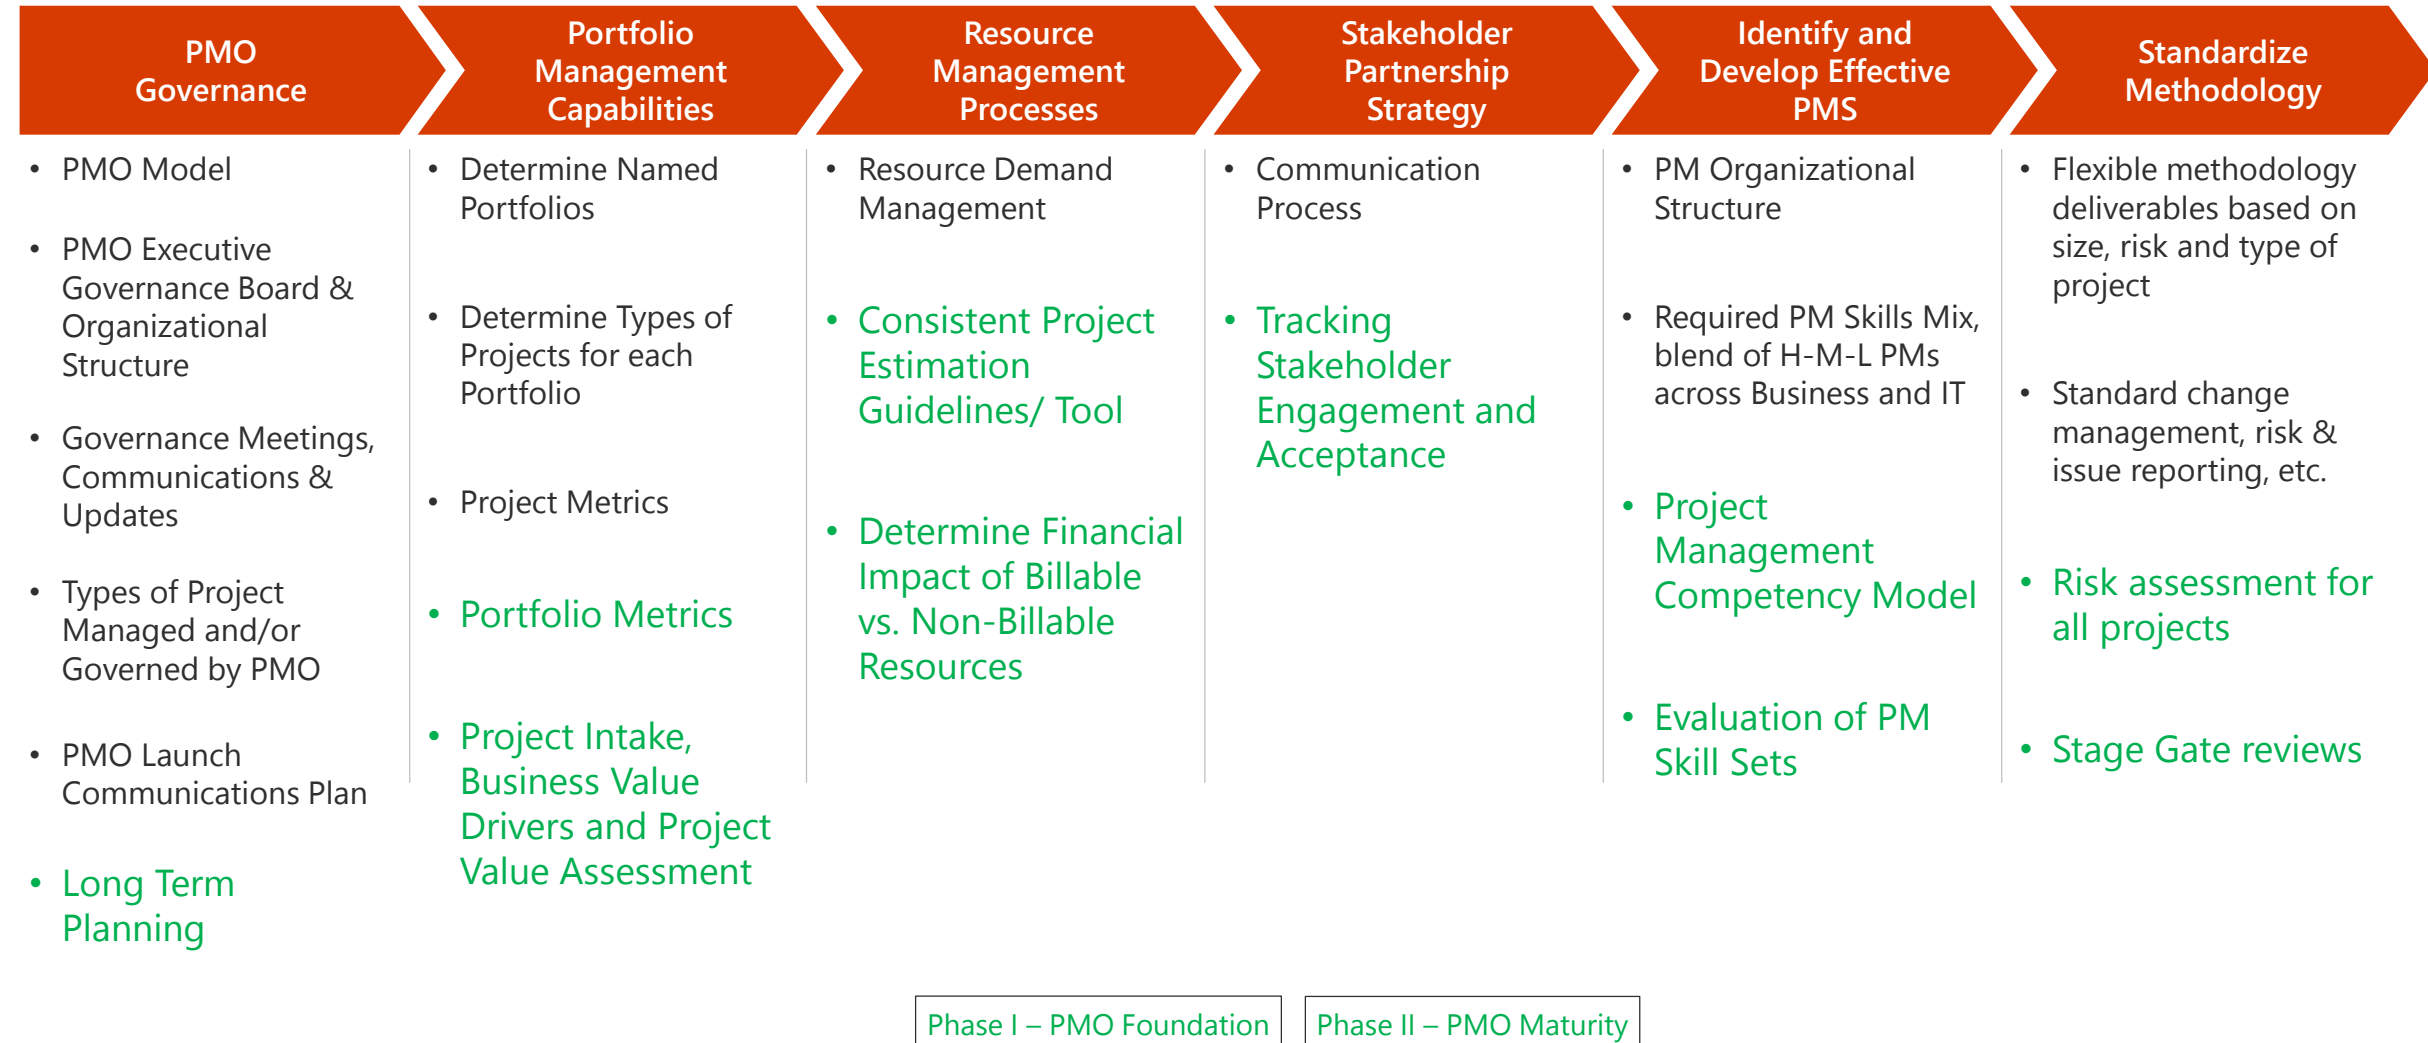 PMO
Governance
Portfolio
Management
Capabilities
Resource
Management
Processes
Stakeholder
Partnership
Strategy
Identify and
Develop Effective
PMS
Standardize
Methodology
• PMO Model
• PMO Executive
Governance Board &
Organizational
Structure
• Governance Meetings,
Communications &
Updates
• Types of Project
Managed and/or
Governed by PMO
• PMO Launch
Communications Plan
• Long Term
Planning
• Determine Named
Portfolios
• Determine Types of
Projects for each
Portfolio
• Project Metrics
• Portfolio Metrics
• Project Intake,
Business Value
Drivers and Project
Value Assessment
• Resource Demand
Management
• Consistent Project
Estimation
Guidelines/ Tool
• Determine Financial
Impact of Billable
vs. Non-Billable
Resources
• Communication
Process
• Tracking
Stakeholder
Engagement and
Acceptance
• PM Organizational
Structure
• Required PM Skills Mix,
blend of H-M-L PMs
across Business and IT
• Project
Management
Competency Model
• Evaluation of PM
Skill Sets
• Flexible methodology
deliverables based on
size, risk and type of
project
• Standard change
management, risk &
issue reporting, etc.
• Risk assessment for
all projects
• Stage Gate reviews
Phase I – PMO Foundation
Phase II – PMO Maturity